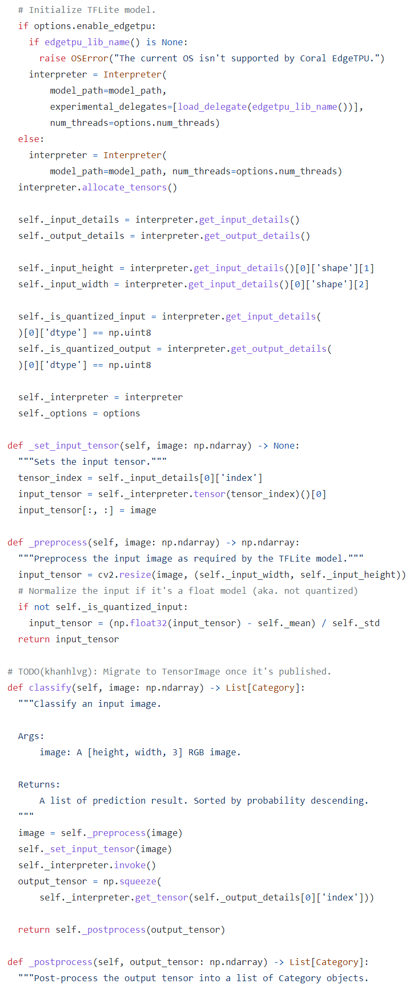 # Initialize TFLite model.
if options.enable_edgetpu:
if edgetpu_lib_name() is None:
raise OSError("The current OS isn't supported by Coral EdgeTPU.")
interpreter = Interpreter(
model_path=model_path,
experimental_delegates=[load_delegate(edgetpu_lib_name())],
num_threads=options.num_threads)
else:
interpreter = Interpreter(
model_path=model_path, num_threads=options.num_threads)
interpreter.allocate_tensors()
self._input_details = interpreter.get_input_details()
self._output_details = interpreter.get_output_details()
self._input_height = interpreter.get_input_details()[0]['shape'][1]
self._input_width = interpreter.get_input_details()[0]['shape'][2]
self._is_quantized_input = interpreter.get_input_details(
)[0]['dtype'] == np.uint8
self._is_quantized_output = interpreter.get_output_details(
)[0]['dtype'] == np.uint8
self._interpreter = interpreter
self._options = options
def _set_input_tensor(self, image: np.ndarray) -> None:
"""Sets the input tensor."""
tensor_index = self._input_details[0]['index']
input_tensor = self._interpreter.tensor(tensor_index)()[0]
input_tensor[:, :] = image
def _preprocess(self, image: np.ndarray) -> np.ndarray:
"""Preprocess the input image as required by the TFLite model."""
input_tensor = cv2.resize(image, (self._input_width, self._input_height))
# Normalize the input if it's a float model (aka. not quantized)
if not self._is_quantized_input:
input_tensor = (np.float32(input_tensor) - self._mean) / self._std
return input_tensor
# TODO(khanhlvg): Migrate to TensorImage once it's published.
def classify(self, image: np.ndarray) -> List[Category]:
"""Classify an input image.
Args:
image: A [height, width, 3] RGB image.
Returns:
A list of prediction result. Sorted by probability descending.
"""
image = self._preprocess(image)
self._set_input_tensor(image)
self._interpreter.invoke()
output_tensor = np.squeeze(
self._interpreter.get_tensor(self._output_details[0]['index']))
return self._postprocess(output_tensor)
def _postprocess(self, output_tensor: np.ndarray) -> List[Category]:
"""Post-process the output tensor into a list of Category objects.